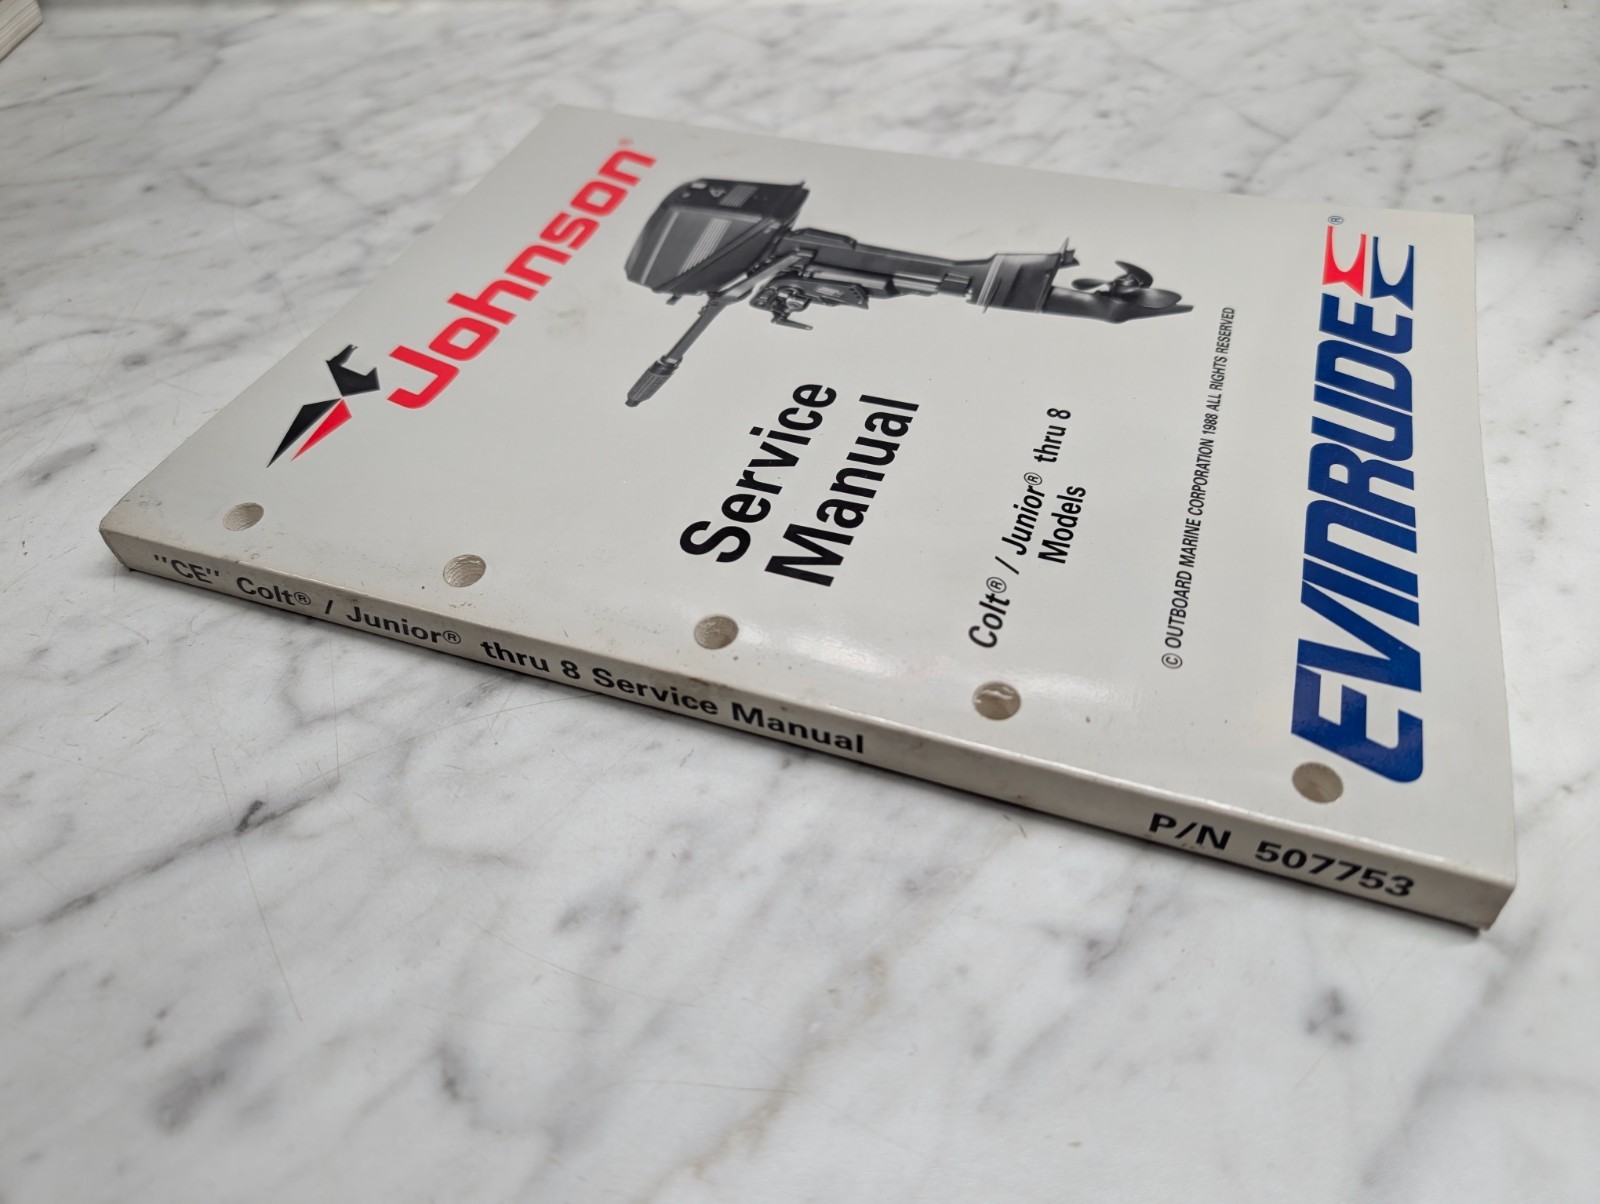 Johnson®
4
Service
Manual
Colt® / Junior® thru 8
Models
© OUTBOARD MARINE CORPORATION 1988 ALL RIGHTS RESERVED
EVINRUDE®
"CE" Colt® / Junior® thru 8 Service Manual P/N 507753